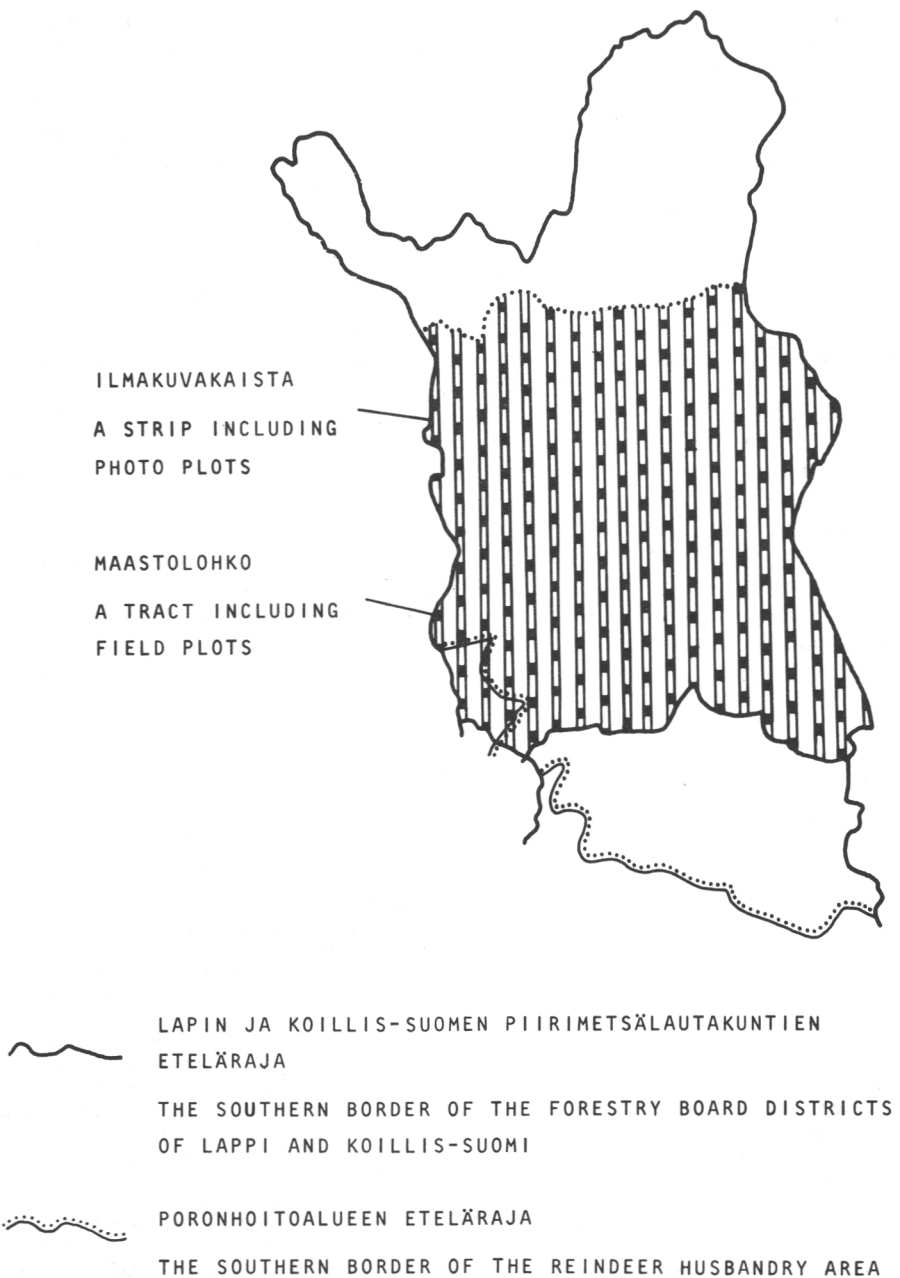 ILMAKUVAKAISTA
A STRIP INCLUDING
PHOTO PLOTS
MAASTOLOHKO
A TRACT INCLUDING
FIELD PLOTS
LAPIN JA KOILLIS-SUOMEN PIIRIMETSÄLAUTAKUNTIEN
ETELÄRAJA
THE SOUTHERN BORDER OF THE FORESTRY BOARD DISTRICTS
OF LAPPI AND KOILLIS-SUOMI
PORONHOITOALUEEN ETELÄRAJA
THE SOUTHERN BORDER OF THE REINDEER HUSBANDRY AREA